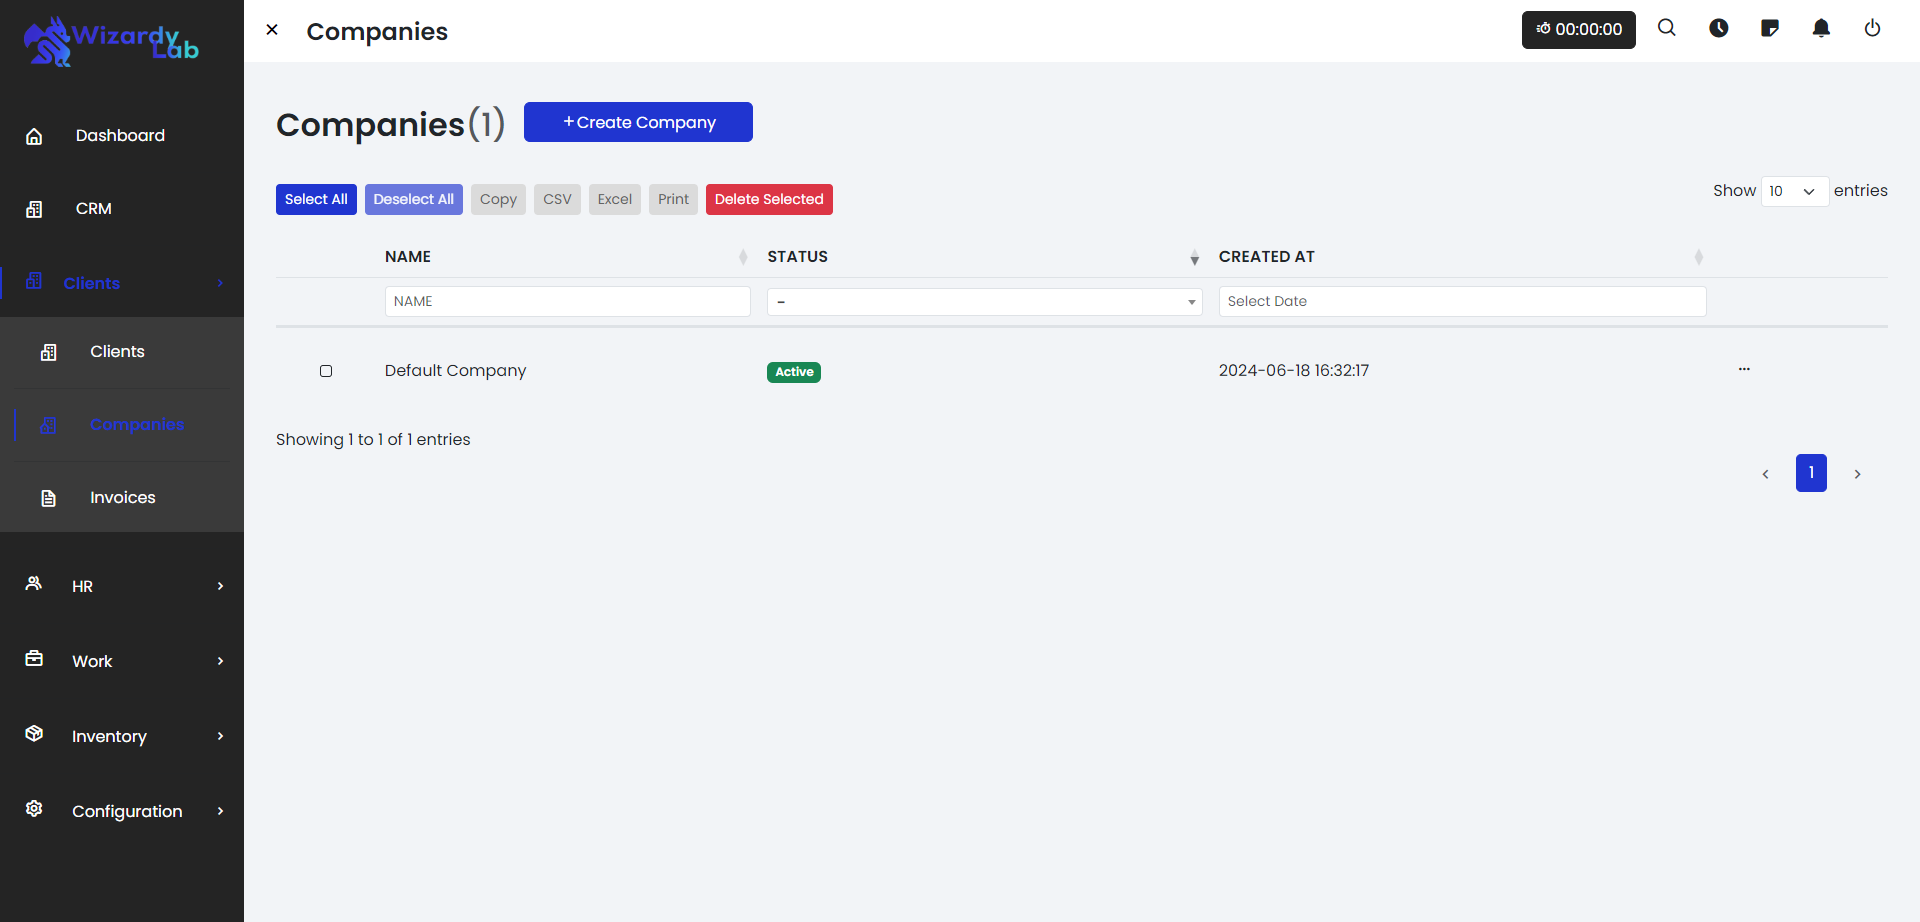 Wizardy
Lab
Dashboard
CRM
Clients
Clients
Companies
Invoices
HR
Work
Inventory
Configuration
Companies
00:00:00
Companies(1)
+Create Company
Select All
Deselect All
Copy
CSV
Excel
Print
Delete Selected
Show 10 entries
NAME
STATUS
CREATED AT
NAME
-
Select Date
Default Company
Active
2024-06-18 16:32:17
...
Showing 1 to 1 of 1 entries
‹
1
›